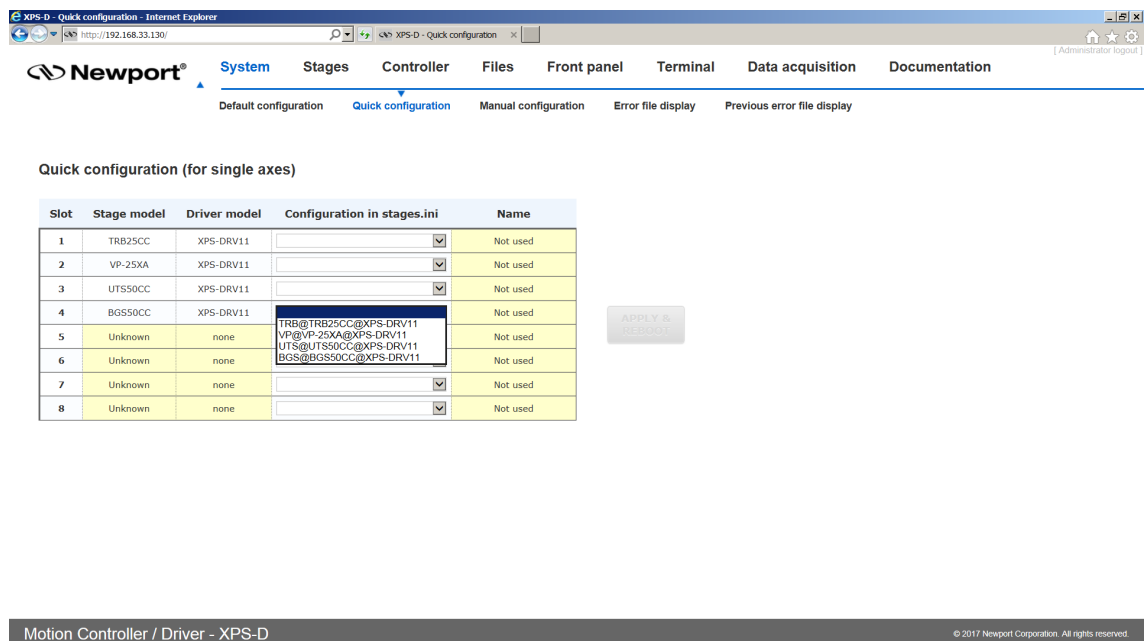 XPS-D - Quick configuration - Internet Explorer
http://192.168.33.130/
XPS-D - Quick configuration
[ Administrator logout ]
Newport®
System Stages Controller Files Front panel Terminal Data acquisition Documentation
Default configuration Quick configuration Manual configuration Error file display Previous error file display
Quick configuration (for single axes)
Slot Stage model Driver model Configuration in stages.ini Name
1 TRB25CC XPS-DRV11 Not used
2 VP-25XA XPS-DRV11 Not used
3 UTS50CC XPS-DRV11 Not used
4 BGS50CC XPS-DRV11 Not used
TRB@TRB25CC@XPS-DRV11
VP@VP-25XA@XPS-DRV11
UTS@UTS50CC@XPS-DRV11
BGS@BGS50CC@XPS-DRV11
5 Unknown none Not used
6 Unknown none Not used
7 Unknown none Not used
8 Unknown none Not used
APPLY &
REBOOT
Motion Controller / Driver - XPS-D
© 2017 Newport Corporation. All rights reserved.